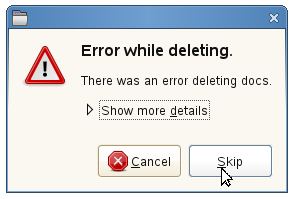 Error while deleting.
There was an error deleting docs.
Show more details
Cancel Skip